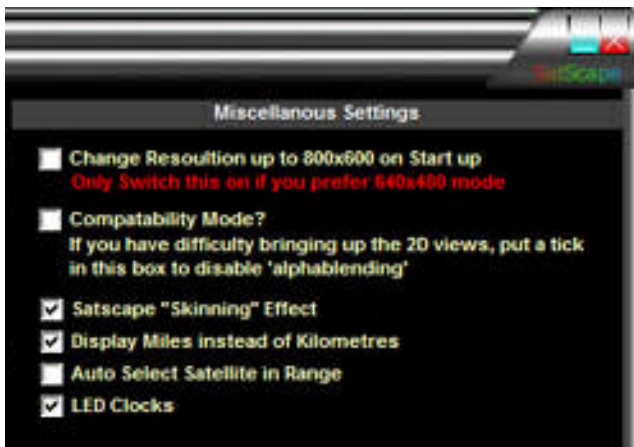 SatScape
Miscellanous Settings
Change Resoultion up to 800x600 on Start up
Only Switch this on if you prefer 640x480 mode
Compatability Mode?
If you have difficulty bringing up the 2D views, put a tick
in this box to disable 'alphablending'
Satscape "Skinning" Effect
Display Miles instead of Kilometres
Auto Select Satellite in Range
LED Clocks